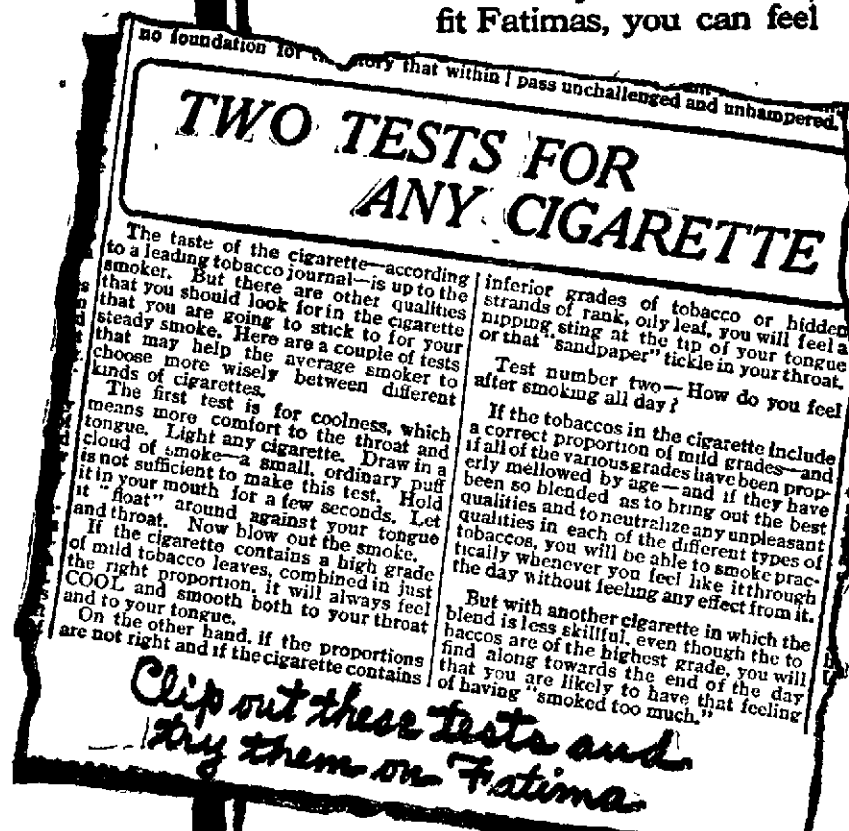 fit Fatimas, you can feel
no foundation for that within I pass unchallenged and unhampered.
TWO TESTS FOR
ANY CIGARETTE
The taste of the cigarette—according
to a leading tobacco journal—is up to the
smoker. But there are other qualities
that you should look for in the cigarette
that you are going to stick to for your
steady smoke. Here are a couple of tests
that may help the average smoker to
choose more wisely between different
kinds of cigarettes.
The first test is for coolness, which
means more comfort to the throat and
tongue. Light any cigarette. Draw in a
cloud of smoke—a small, ordinary puff
is not sufficient to make this test. Hold
it in your mouth for a few seconds. Let
it "float" around against your tongue
and throat. Now blow out the smoke.
If the cigarette contains a high grade
of mild tobacco leaves, combined in just
the right proportion, it will always feel
COOL and smooth both to your throat
and to your tongue.
On the other hand, if the proportions
are not right and if the cigarette contains
inferior grades of tobacco or hidden
strands of rank, oily leaf, you will feel a
nipping sting at the tip of your tongue
or that "sandpaper" tickle in your throat.
Test number two—How do you feel
after smoking all day?
If the tobaccos in the cigarette include
a correct proportion of mild grades—and
if all of the various grades have been prop-
erly mellowed by age—and if they have
been so blended as to bring out the best
qualities and to neutralize any unpleasant
qualities in each of the different types of
tobaccos, you will be able to smoke prac-
tically whenever you feel like it through
the day without feeling any effect from it.
But with another cigarette in which the
blend is less skillful, even though the to
baccos are of the highest grade, you will
find along towards the end of the day
that you are likely to have that feeling
of having "smoked too much."
Clip out these tests and
try them on Fatima